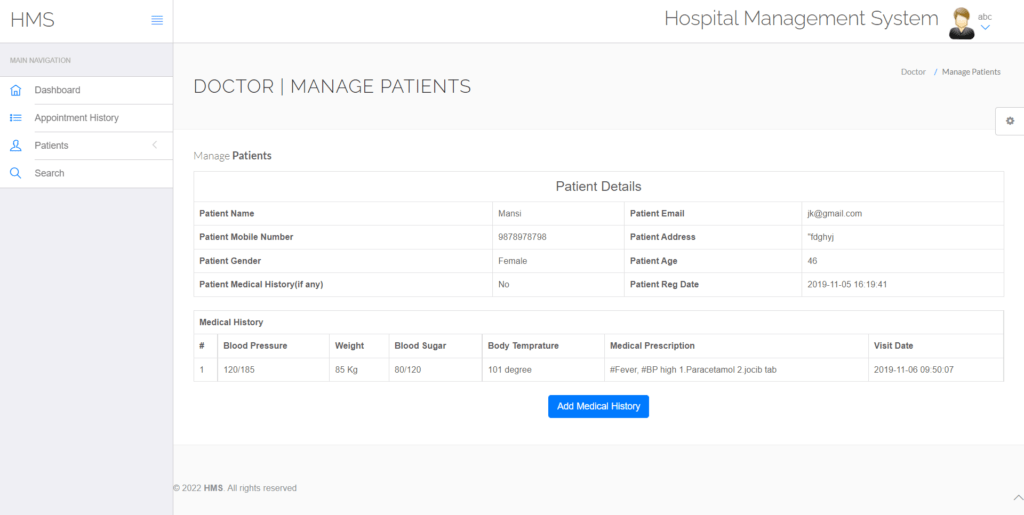 HMS
Hospital Management System
abc
MAIN NAVIGATION
Dashboard
Appointment History
Patients
Search
DOCTOR | MANAGE PATIENTS
Doctor / Manage Patients
Manage Patients
Patient Details
Patient Name Mansi Patient Email jk@gmail.com
Patient Mobile Number 9878978798 Patient Address "fdghyj
Patient Gender Female Patient Age 46
Patient Medical History(if any) No Patient Reg Date 2019-11-05 16:19:41
Medical History
# Blood Pressure Weight Blood Sugar Body Temprature Medical Prescription Visit Date
1 120/185 85 Kg 80/120 101 degree #Fever, #BP high 1.Paracetamol 2 jocib tab 2019-11-06 09:50:07
Add Medical History
© 2022 HMS. All rights reserved